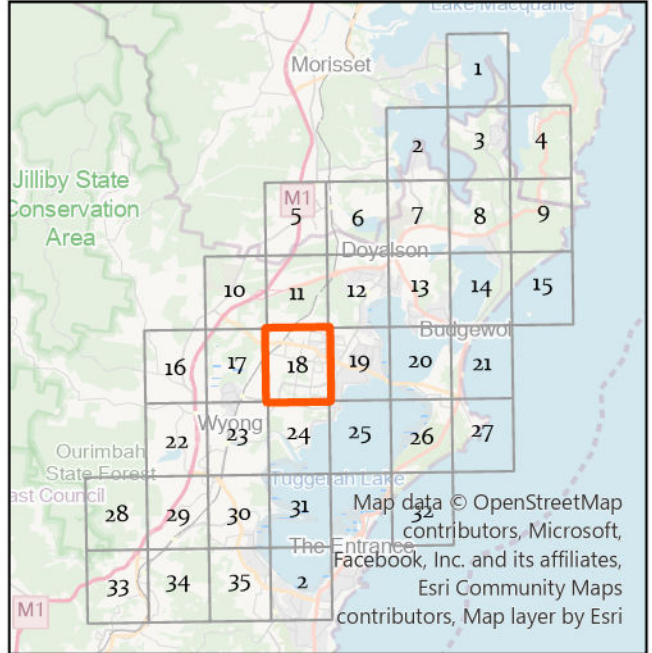 Lake Macquarie
Morisset
1
2 3 4
Jilliby State
Conservation
Area
M1
5 6 7 8 9
Doyalson
10 11 12 13 14 15
Budgewoi
16 17 18 19 20 21
Wyong
22 23 24 25 26 27
Ourimbah
State Forest
ast Council
Tuggerah Lake
28 29 30 31 32
The Entrance
33 34 35 2
M1
Map data © OpenStreetMap
contributors, Microsoft,
Facebook, Inc. and its affiliates,
Esri Community Maps
contributors, Map layer by Esri